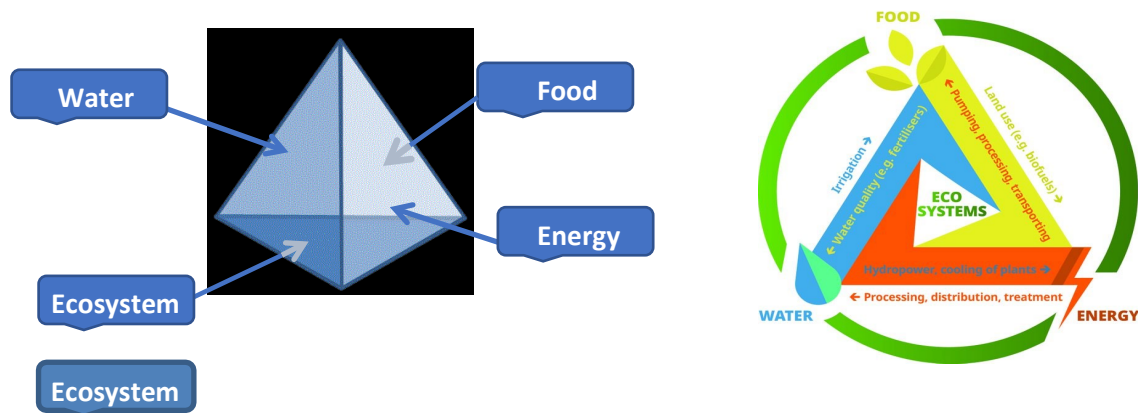 Water
Food
Energy
Ecosystem
Ecosystem
FOOD
Irrigation →
← Water quality (e.g. fertilisers)
← Pumping, processing, transporting
Land use (e.g. biofuels) →
ECO
SYSTEMS
Hydropower, cooling of plants →
← Processing, distribution, treatment
WATER
ENERGY